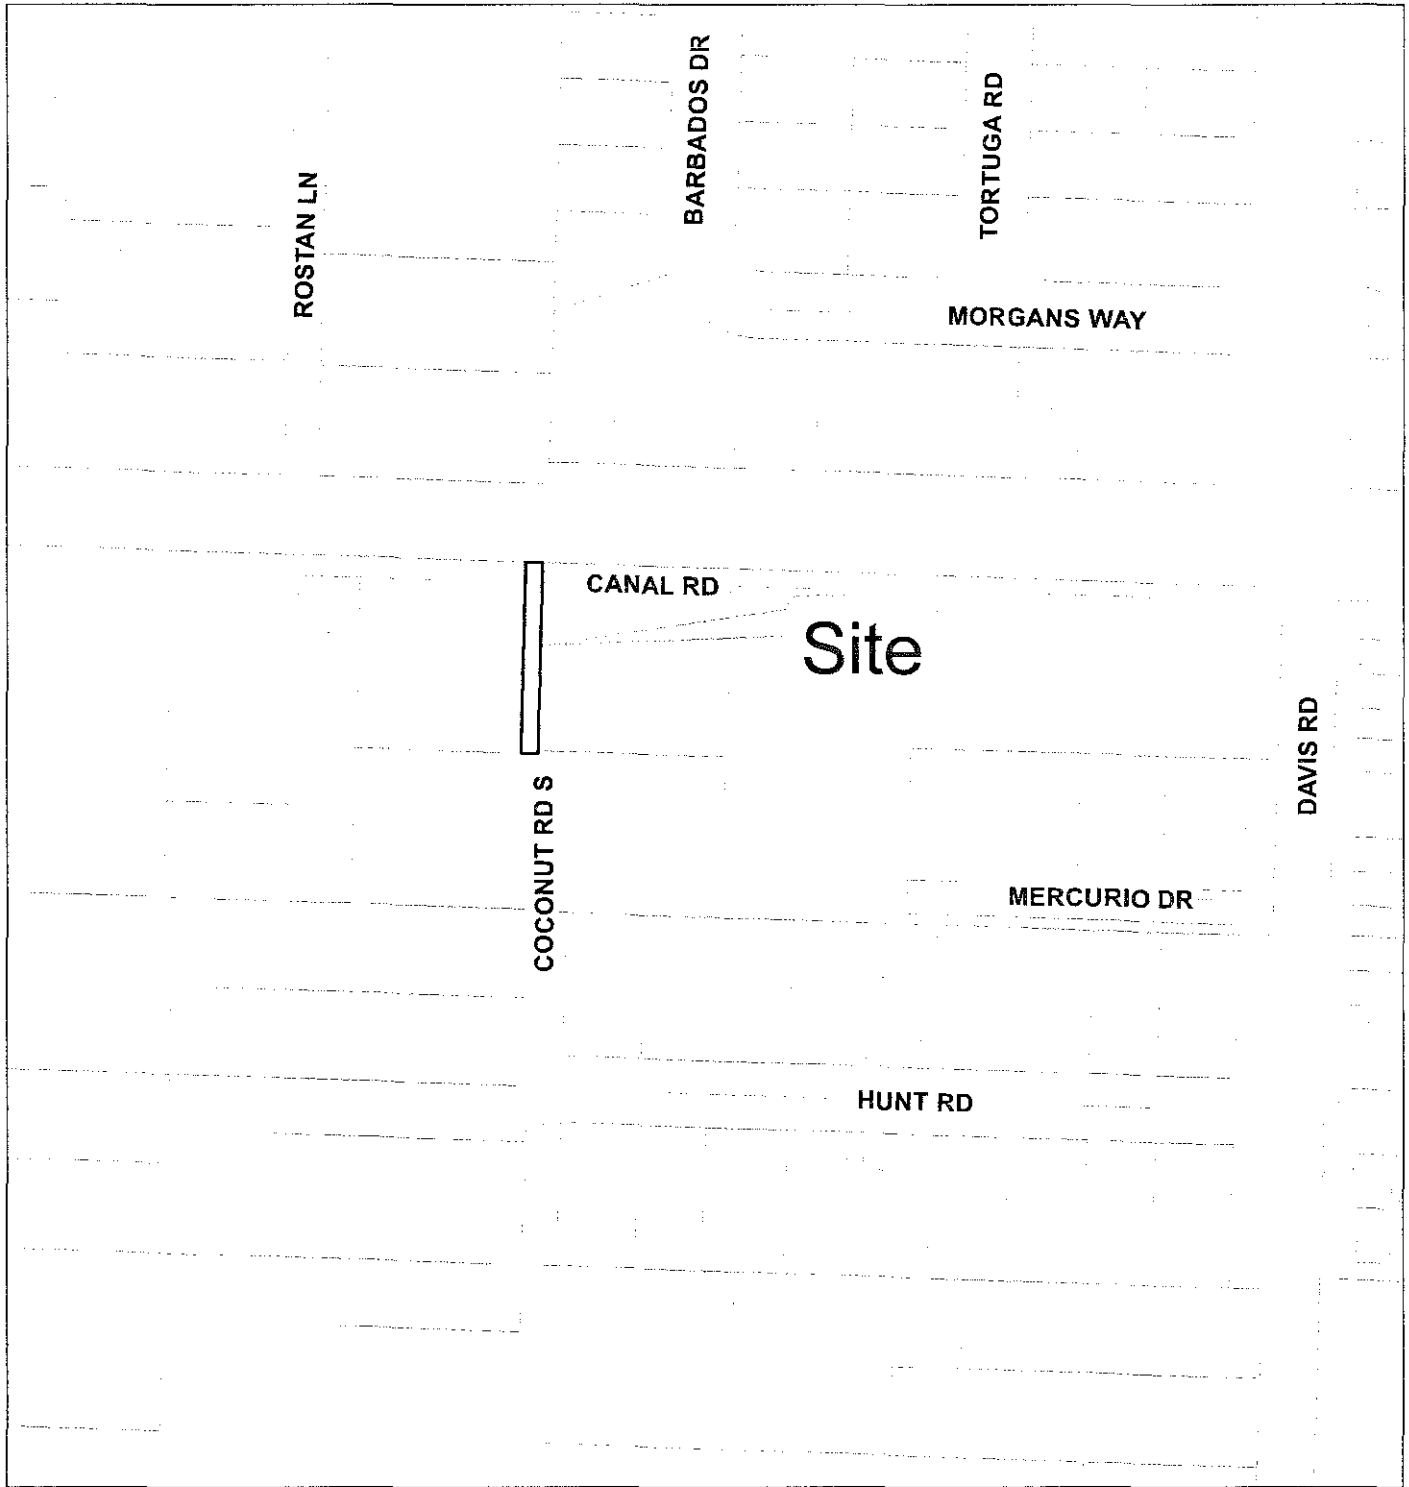 BARBADOS DR
TORTUGA RD
ROSTAN LN
MORGANS WAY
CANAL RD
Site
DAVIS RD
COCONUT RD S
MERCURIO DR
HUNT RD